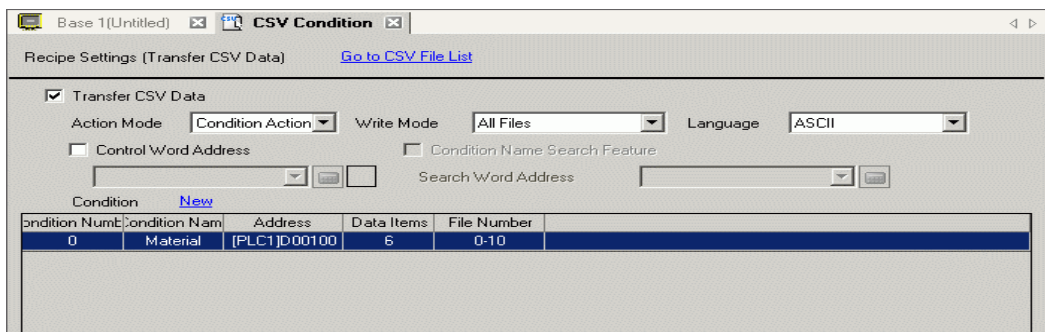 Base 1(Untitled) CSV Condition
Recipe Settings (Transfer CSV Data) Go to CSV File List
Transfer CSV Data
Action Mode Condition Action Write Mode All Files Language ASCII
Control Word Address Condition Name Search Feature
Search Word Address
Condition New
ondition Numb Condition Nam Address Data Items File Number
0 Material [PLC1]D00100 6 0-10